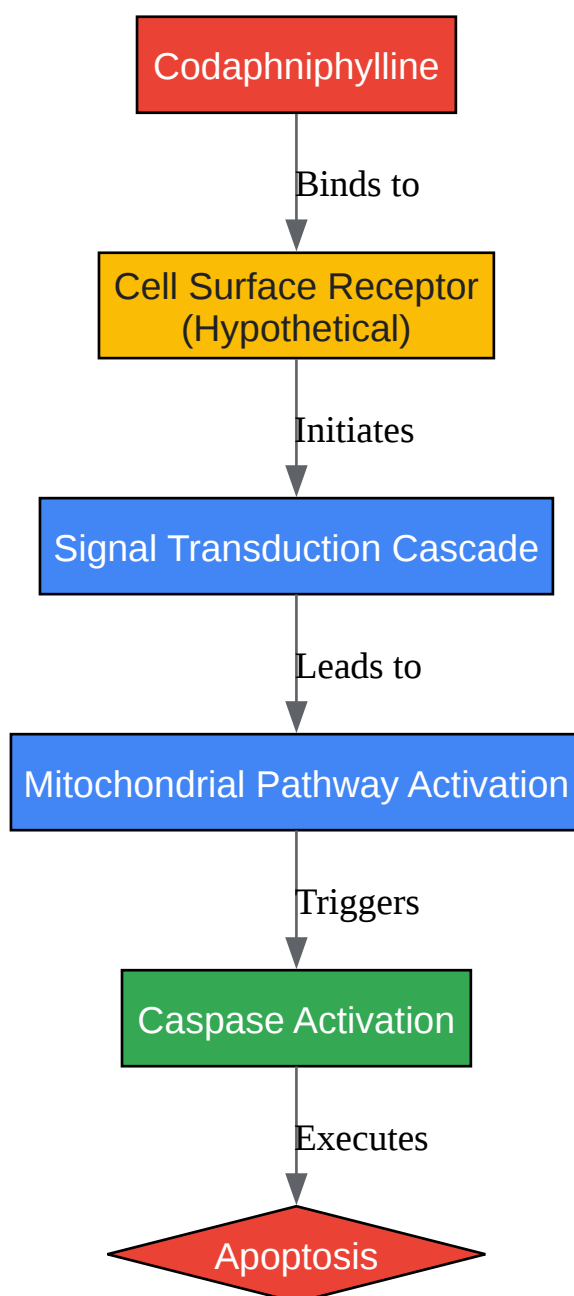 Codaphniphylline
Binds to
Cell Surface Receptor
(Hypothetical)
Initiates
Signal Transduction Cascade
Leads to
Mitochondrial Pathway Activation
Triggers
Caspase Activation
Executes
Apoptosis